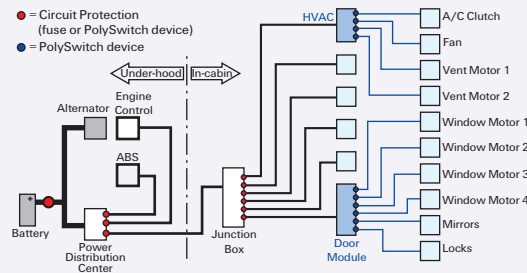 = Circuit Protection
(fuse or PolySwitch device)
= PolySwitch device
Under-hood
In-cabin
Alternator
Engine
Control
ABS
+
Battery
Power
Distribution
Center
Junction
Box
HVAC
Door
Module
A/C Clutch
Fan
Vent Motor 1
Vent Motor 2
Window Motor 1
Window Motor 2
Window Motor 3
Window Motor 4
Mirrors
Locks